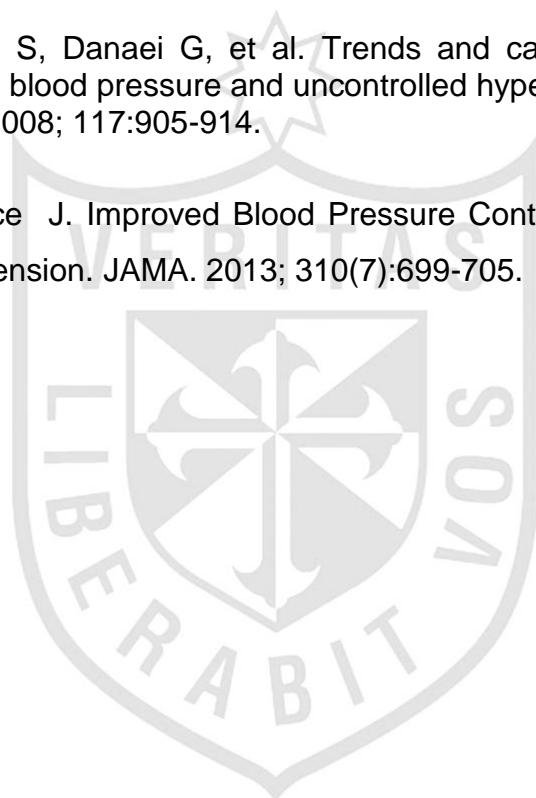 S, Danaei G, et al. Trends and ca
blood pressure and uncontrolled hype
008; 117:905-914.
ce J. Improved Blood Pressure Cont
ension. JAMA. 2013; 310(7):699-705.
VERITAS
LIBERABIT
VOS